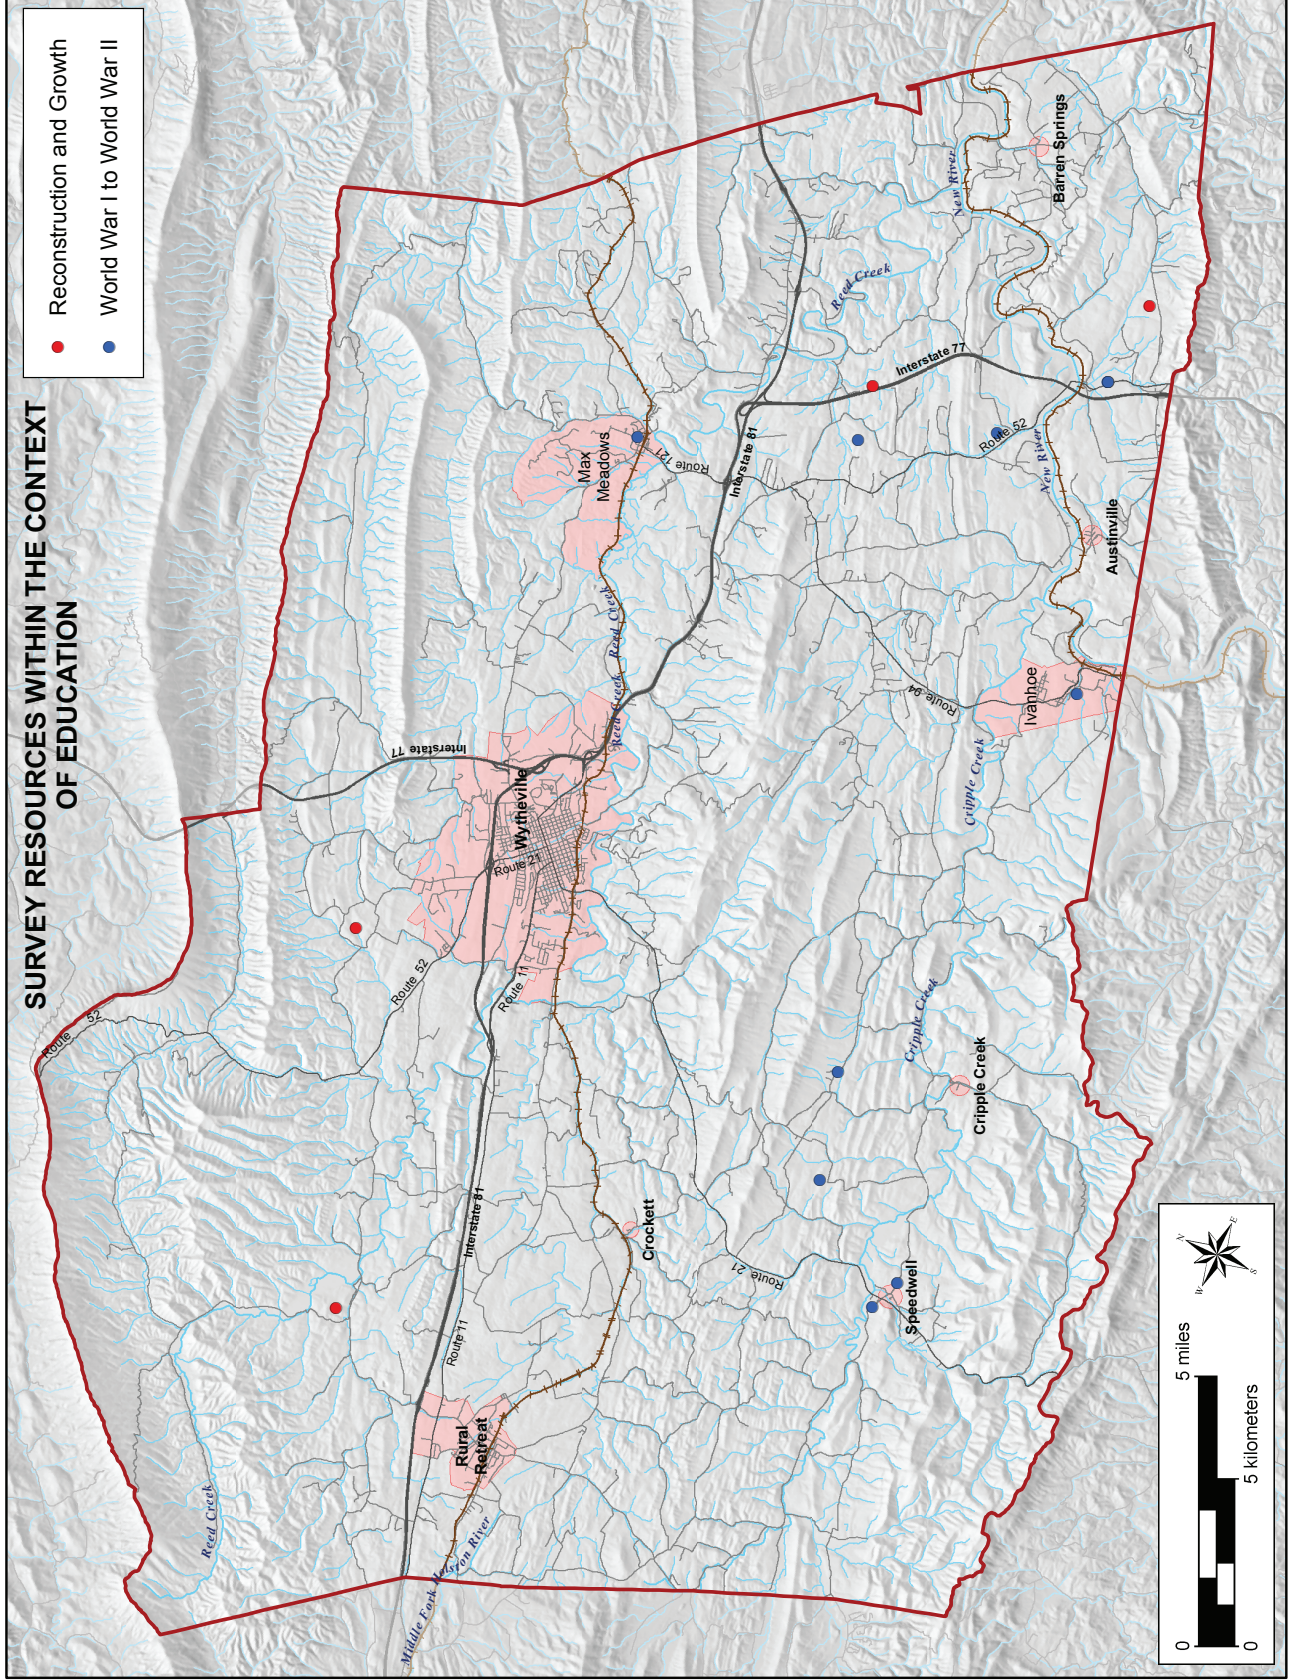 SURVEY RESOURCES WITHIN THE CONTEXT
OF EDUCATION
Reconstruction and Growth
World War I to World War II
Route 52
Interstate 77
Route 52
Route 21
Wytheville
Route 11
Interstate 81
Route 11
Reed Creek
Rural
Retreat
Middle Fork Holston River
Crockett
Route 21
Speedwell
Cripple Creek
Cripple Creek
Cripple Creek
Reed Creek
Reed Creek
Max
Meadows
Route 121
Interstate 81
Interstate 77
Reed Creek
New River
Barren Springs
Route 52
New River
Austinville
Route 94
Ivanhoe
N
E
S
W
0
5 miles
0
5 kilometers